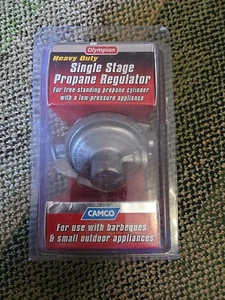 Olympian
Heavy Duty
Single Stage
Propane Regulator
For free-standing propane cylinder
with a low-pressure appliance
CAMCO
For use with barbeques
& small outdoor appliances